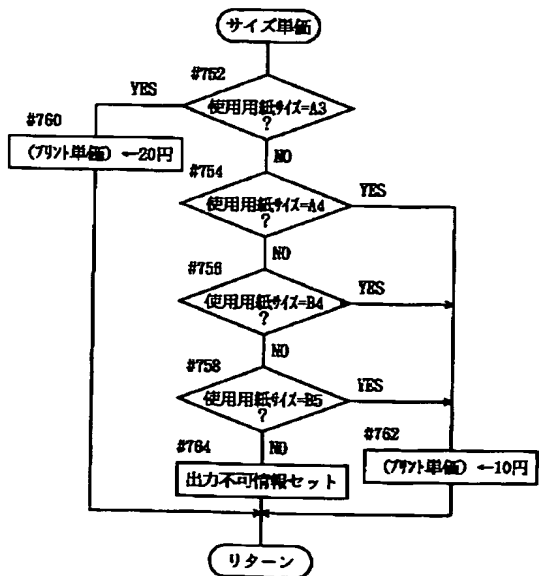 サイズ単価
#752
YES
使用用紙サイズ=A3
?
#760
(プリント単価) ←20円
NO
#754
YES
使用用紙サイズ=A4
?
NO
#756
YES
使用用紙サイズ=B4
?
NO
#758
YES
使用用紙サイズ=B5
?
#764
NO
#762
出力不可情報セット
(プリント単価) ←10円
リターン